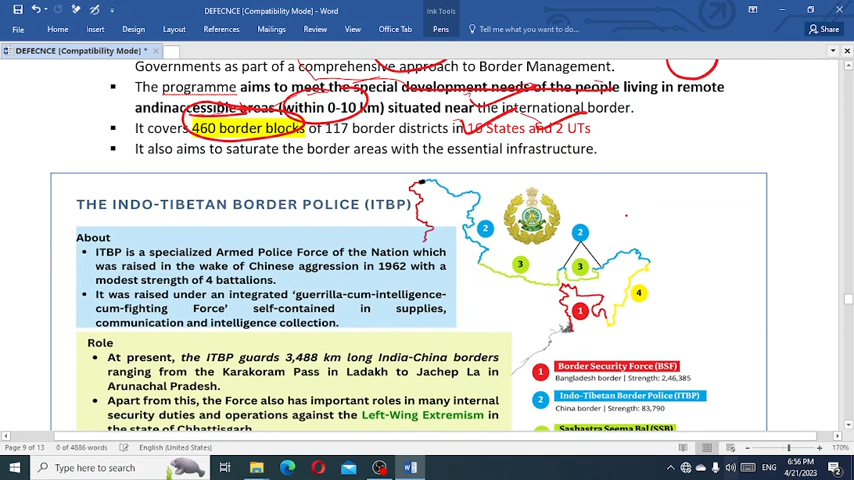 DEFECNCE [Compatibility Mode] - Word
Ink Tools
File
Home
Insert
Design
Layout
References
Mailings
Review
View
Office Tab
Pens
Tell me what you want to do...
Share
DEFECNCE [Compatibility Mode] *
Governments as part of a comprehensive approach to Border Management.
The programme aims to meet the special development needs of the people living in remote
andinaccessible areas (within 0-10 km) situated near the international border.
It covers 460 border blocks of 117 border districts in 16 States and 2 UTs
It also aims to saturate the border areas with the essential infrastructure.
THE INDO-TIBETAN BORDER POLICE (ITBP)
About
ITBP is a specialized Armed Police Force of the Nation which
was raised in the wake of Chinese aggression in 1962 with a
modest strength of 4 battalions.
It was raised under an integrated ‘guerrilla-cum-intelligence-
cum-fighting Force’ self-contained in supplies,
communication and intelligence collection.
2
2
3
3
4
1
Role
At present, the ITBP guards 3,488 km long India-China borders
ranging from the Karakoram Pass in Ladakh to Jachep La in
Arunachal Pradesh.
Apart from this, the Force also has important roles in many internal
security duties and operations against the Left-Wing Extremism in
the state of Chhattisgarh.
1 Border Security Force (BSF)
Bangladesh border | Strength: 2,46,385
2 Indo-Tibetan Border Police (ITBP)
China border | Strength: 83,790
Sashastra Seema Bal (SSB)
Page 9 of 13
0 of 4886 words
English (United States)
170%
Type here to search
ENG
6:56 PM
4/21/2023
2